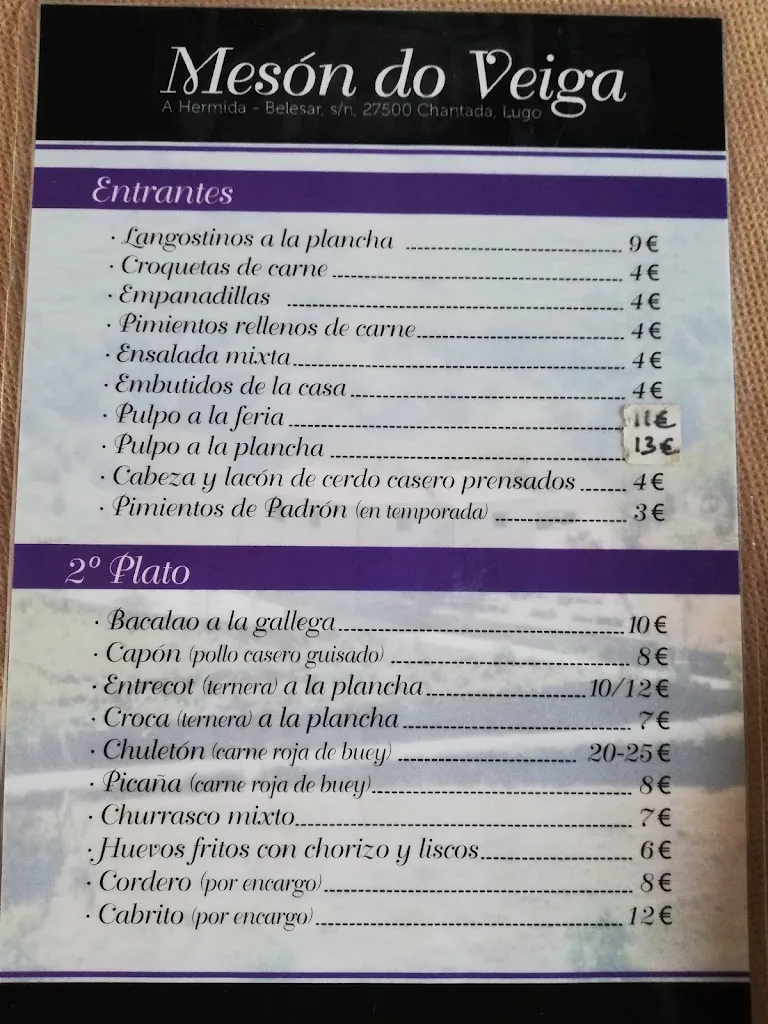 Mesón do Veiga
A Hermida - Belesar, s/n, 27500 Chantada, Lugo
Entrantes
· Langostinos a la plancha 9€
· Croquetas de carne 4€
· Empanadillas 4€
· Pimientos rellenos de carne 4€
· Ensalada mixta 4€
· Embutidos de la casa 4€
· Pulpo a la feria 11€
· Pulpo a la plancha 13€
· Cabeza y lacón de cerdo casero prensados 4€
· Pimientos de Padrón (en temporada) 3€
2º Plato
· Bacalao a la gallega 10€
· Capón (pollo casero guisado) 8€
· Entrecot (ternera) a la plancha 10/12€
· Croca (ternera) a la plancha 7€
· Chuletón (carne roja de buey) 20-25€
· Picaña (carne roja de buey) 8€
· Churrasco mixto 7€
· Huevos fritos con chorizo y liscos 6€
· Cordero (por encargo) 8€
· Cabrito (por encargo) 12€